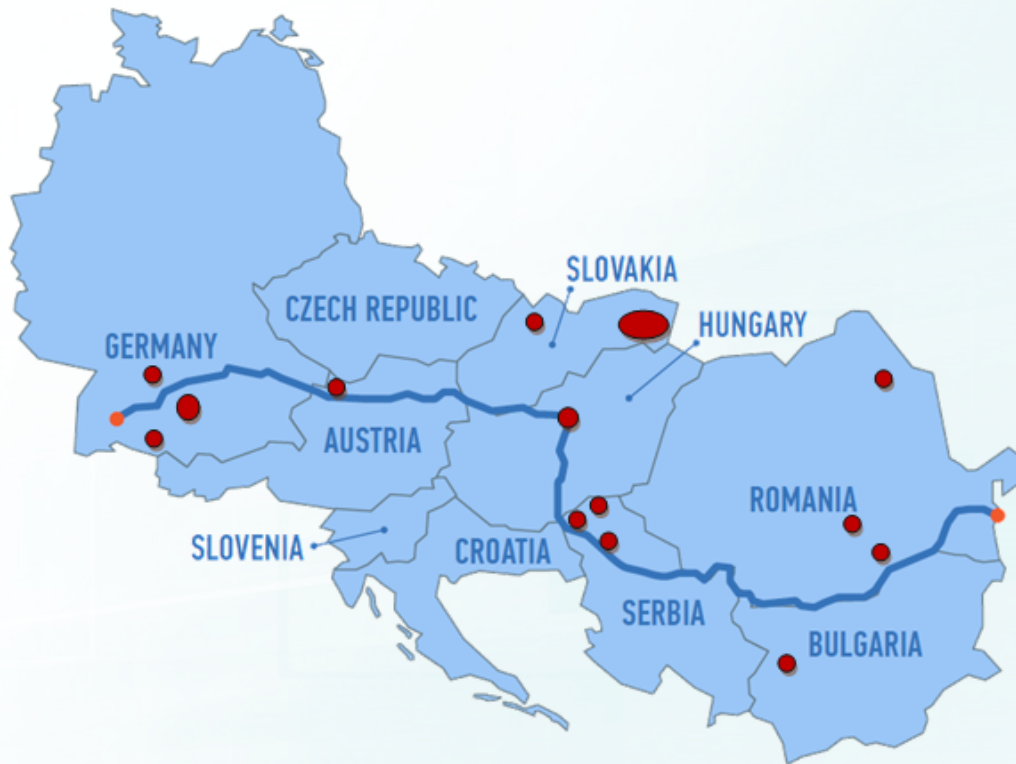 SLOVAKIA
CZECH REPUBLIC
HUNGARY
GERMANY
AUSTRIA
ROMANIA
SLOVENIA
CROATIA
SERBIA
BULGARIA